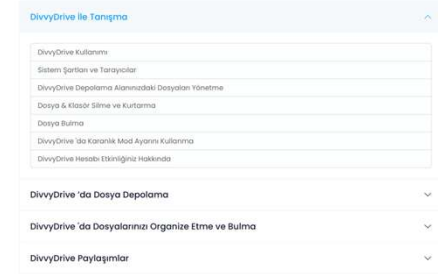 DivvyDrive İle Tanışma
DivvyDrive Kullanımı
Sistem Şartları ve Tarayıcılar
DivvyDrive Depolama Alanınızdaki Dosyaları Yönetme
Dosya & Klasör Silme ve Kurtarma
Dosya Bulma
DivvyDrive 'da Karanlık Mod Ayarını Kullanma
DivvyDrive Hesabı Etkinliğiniz Hakkında
DivvyDrive 'da Dosya Depolama
DivvyDrive 'da Dosyalarınızı Organize Etme ve Bulma
DivvyDrive Paylaşımlar